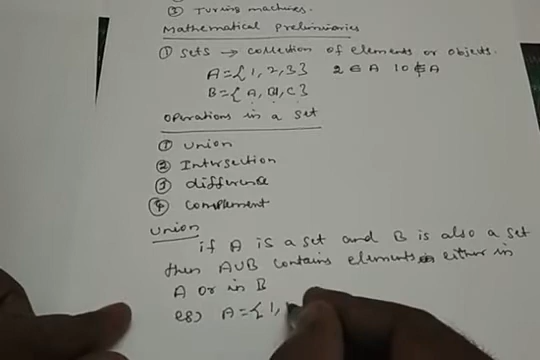 ③ Turing machines.
Mathematical Preliminaries
① Sets → collection of elements or objects.
A={1,2,3} 2 ∈ A 10 ∉ A
B={A, B, C}
Operations in a set
① Union
② Intersection
③ difference
④ complement
Union
if A is a set and B is also a set
then AUB contains elements either in
A or in B
eg) A={1,